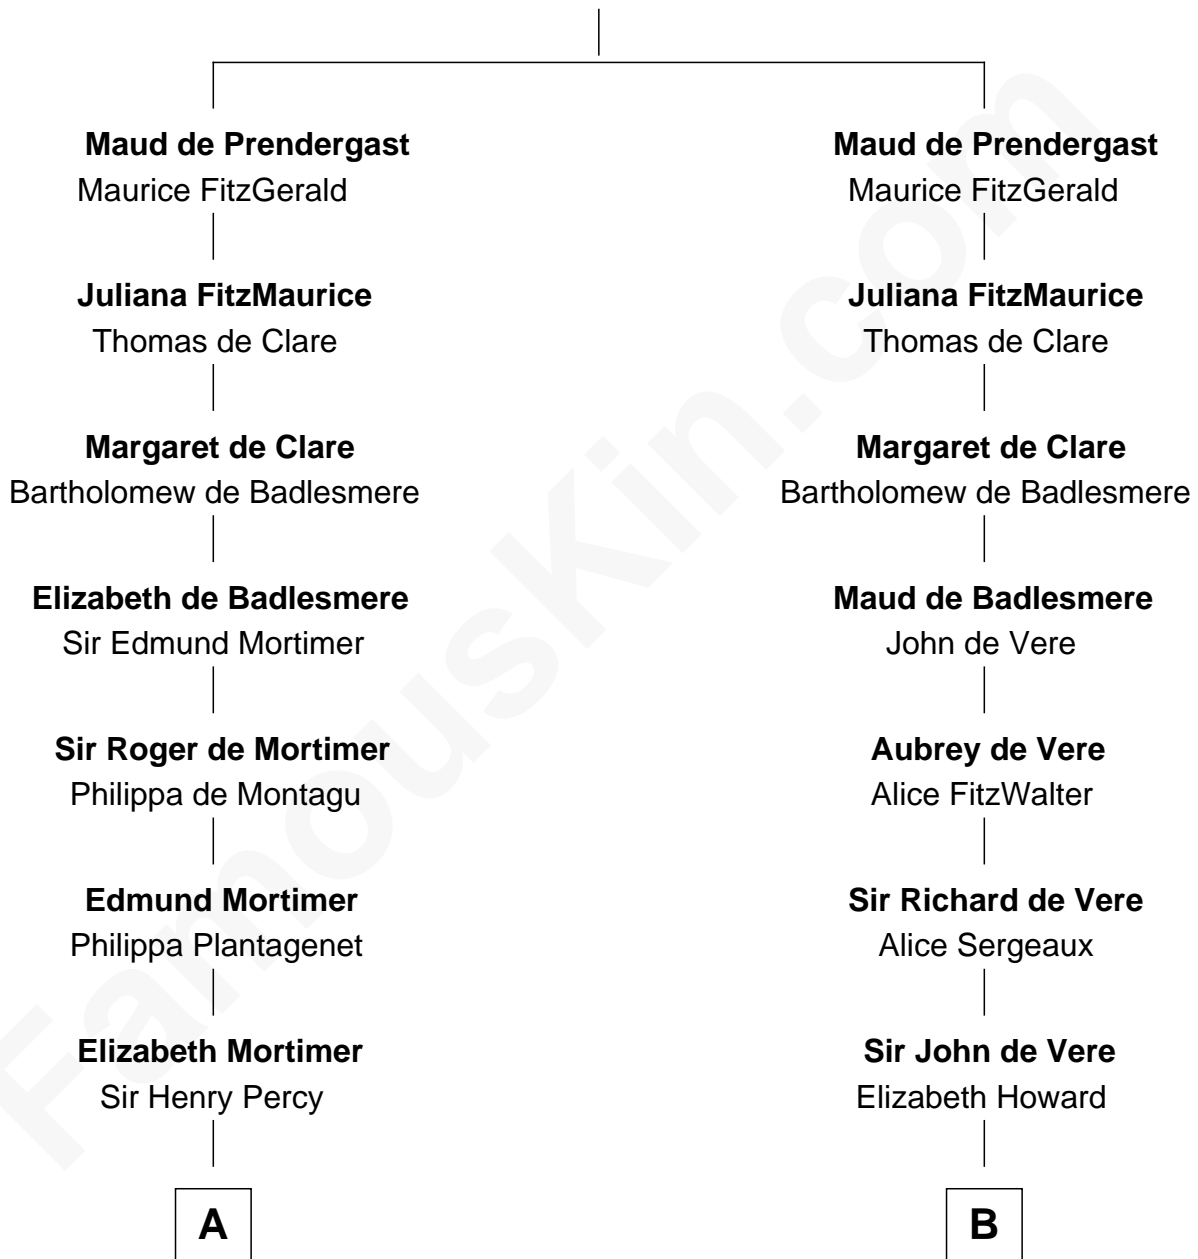 Maud de Prendergast
Maurice FitzGerald
Juliana FitzMaurice
Thomas de Clare
Margaret de Clare
Bartholomew de Badlesmere
Elizabeth de Badlesmere
Sir Edmund Mortimer
Sir Roger de Mortimer
Philippa de Montagu
Edmund Mortimer
Philippa Plantagenet
Elizabeth Mortimer
Sir Henry Percy
A
Maud de Prendergast
Maurice FitzGerald
Juliana FitzMaurice
Thomas de Clare
Margaret de Clare
Bartholomew de Badlesmere
Maud de Badlesmere
John de Vere
Aubrey de Vere
Alice FitzWalter
Sir Richard de Vere
Alice Sergeaux
Sir John de Vere
Elizabeth Howard
B
FamousKin.com